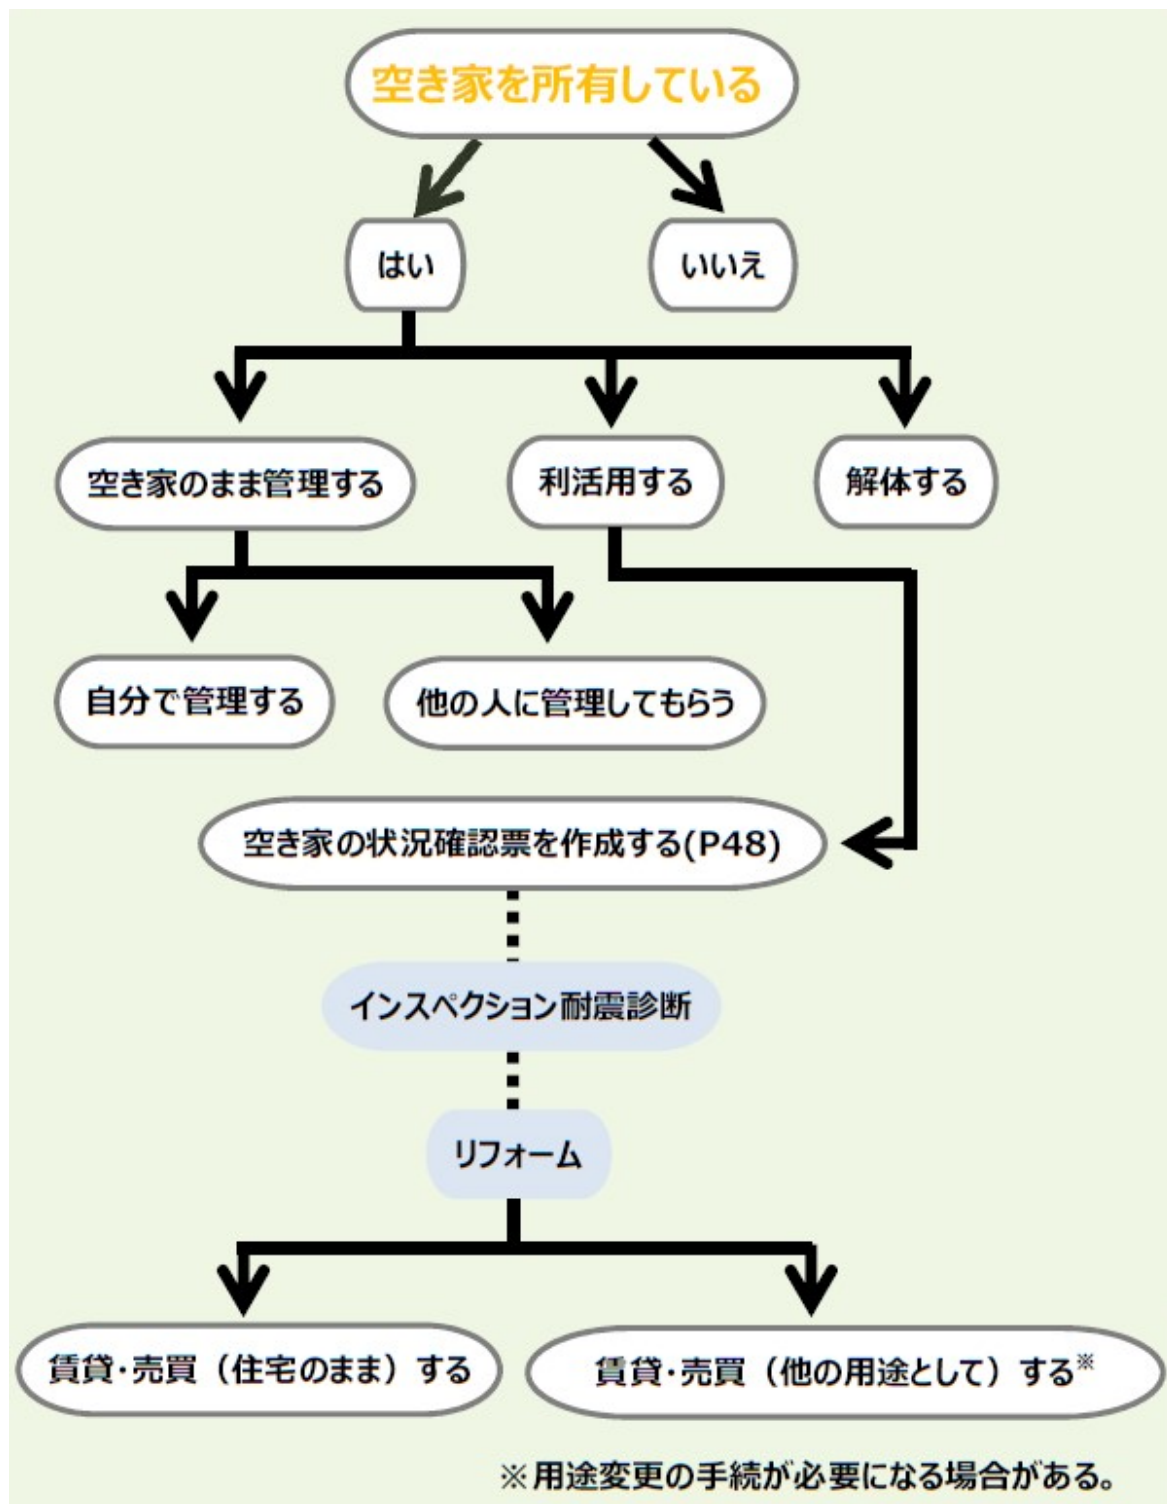 空き家を所有している
はい
いいえ
空き家のまま管理する
利活用する
解体する
自分で管理する
他の人に管理してもらう
空き家の状況確認票を作成する(P48)
インスペクション耐震診断
リフォーム
賃貸・売買（住宅のまま）する
賃貸・売買（他の用途として）する※
※用途変更の手続が必要になる場合がある。